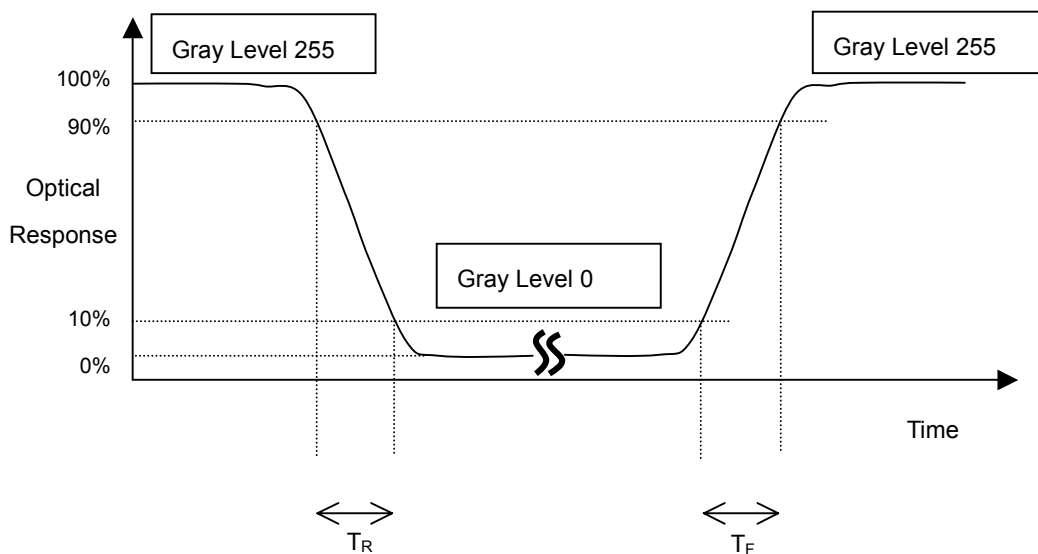 Gray Level 255
Gray Level 255
100%
90%
Optical
Response
Gray Level 0
10%
0%
Time
TR
TF